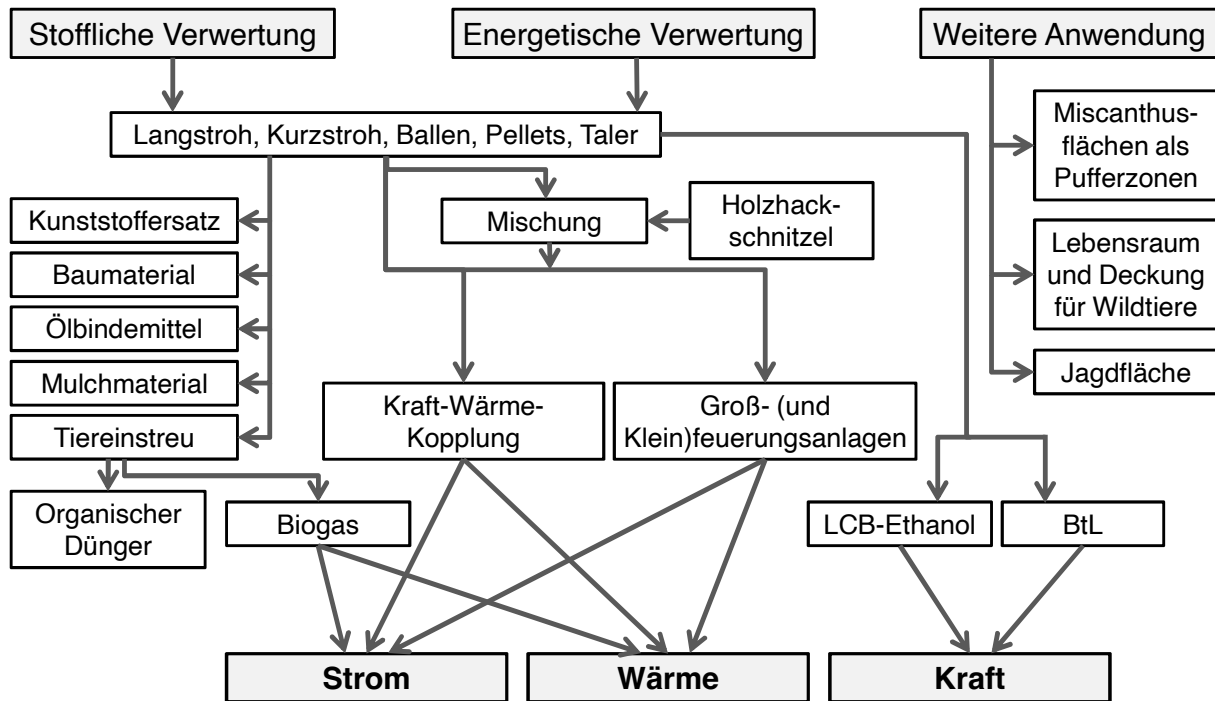 Stoffliche Verwertung
Energetische Verwertung
Weitere Anwendung
Langstroh, Kurzstroh, Ballen, Pellets, Taler
Miscanthus-
flächen als
Pufferzonen
Kunststoffersatz
Mischung
Holzhack-
schnitzel
Baumaterial
Lebensraum
und Deckung
für Wildtiere
Ölbindemittel
Mulchmaterial
Jagdfläche
Tiereinstreu
Kraft-Wärme-
Kopplung
Groß- (und
Klein)feuerungsanlagen
Organischer
Dünger
Biogas
LCB-Ethanol
BtL
Strom
Wärme
Kraft